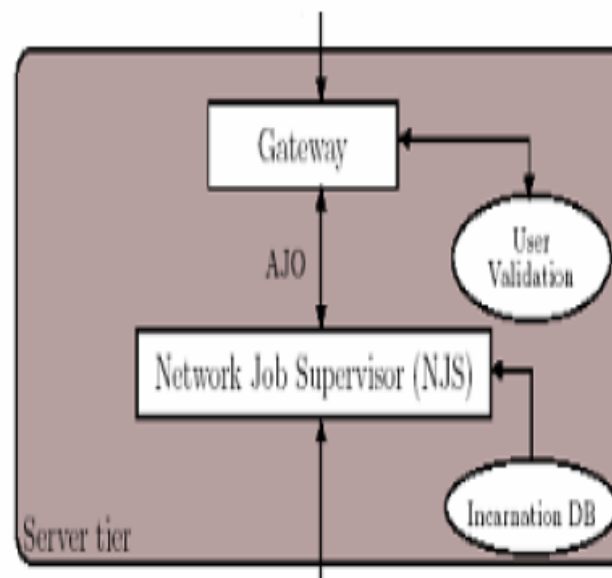 Gateway
User
Validation
AJO
Network Job Supervisor (NJS)
Incarnation DB
Server tier